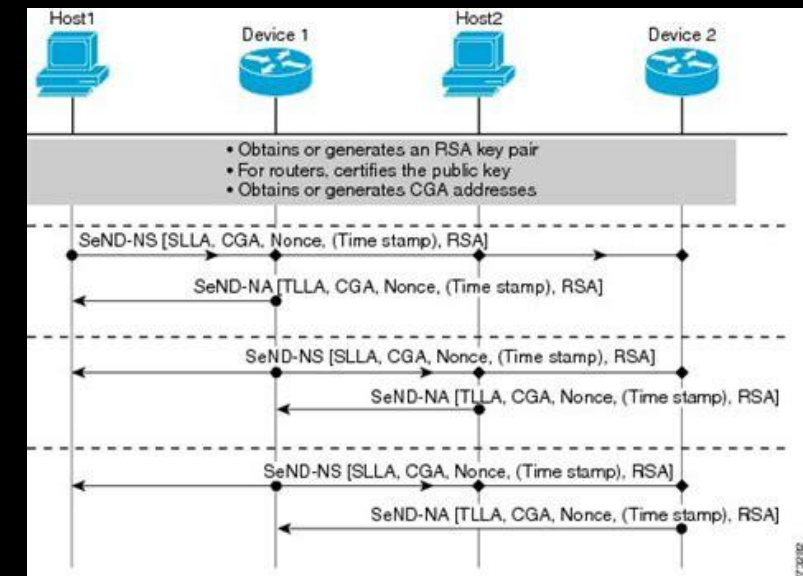 Host1
Device 1
Host2
Device 2
• Obtains or generates an RSA key pair
• For routers, certifies the public key
• Obtains or generates CGA addresses
SeND-NS [SLLA, CGA, Nonce, (Time stamp), RSA]
SeND-NA [TLLA, CGA, Nonce, (Time stamp), RSA]
SeND-NS [SLLA, CGA, Nonce, (Time stamp), RSA]
SeND-NA [TLLA, CGA, Nonce, (Time stamp), RSA]
SeND-NS [SLLA, CGA, Nonce, (Time stamp), RSA]
SeND-NA [TLLA, CGA, Nonce, (Time stamp), RSA]